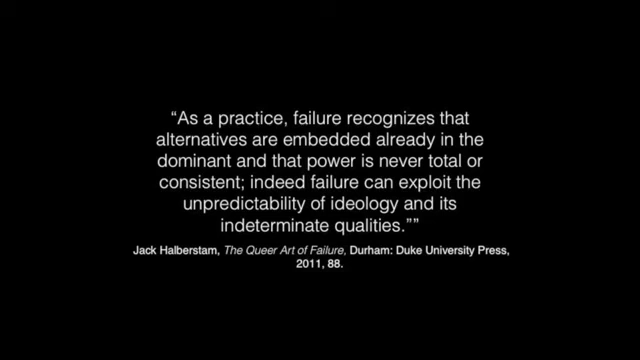 “As a practice, failure recognizes that
alternatives are embedded already in the
dominant and that power is never total or
consistent; indeed failure can exploit the
unpredictability of ideology and its
indeterminate qualities.””
Jack Halberstam, The Queer Art of Failure, Durham: Duke University Press,
2011, 88.